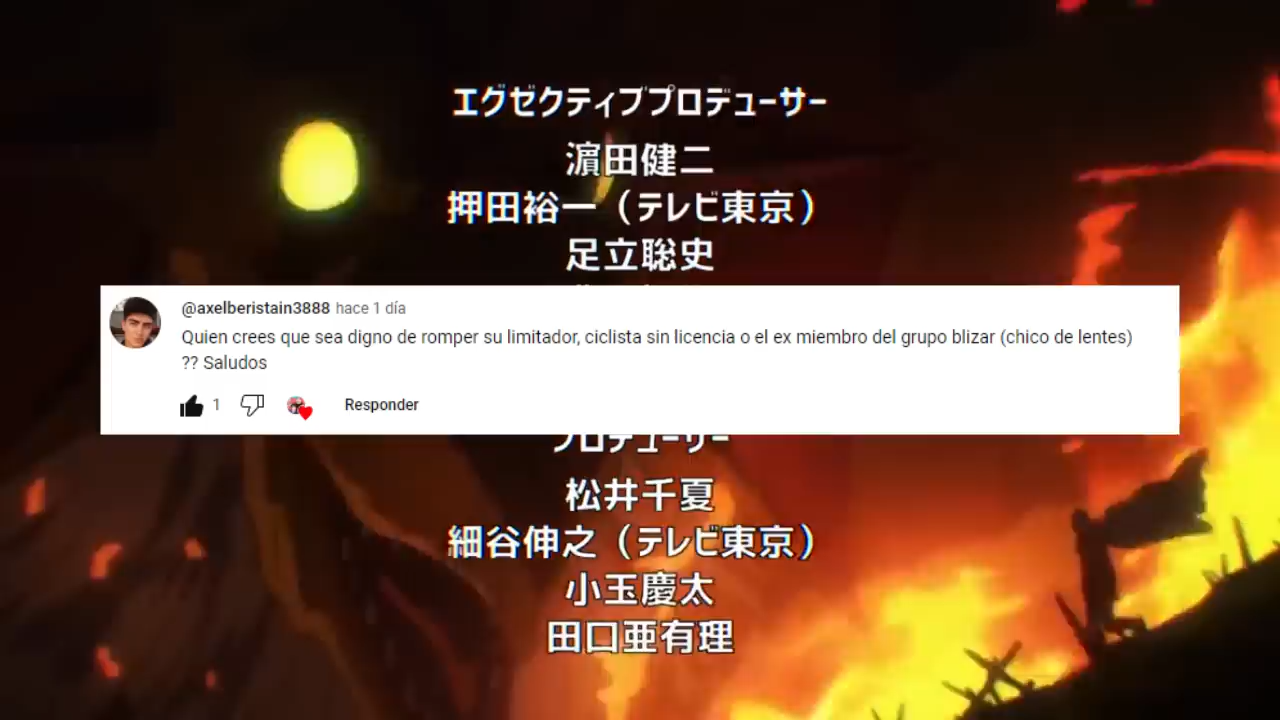 エグゼクティブプロデューサー
濵田健二
押田裕一（テレビ東京）
足立聡史
@axelberistain3888 hace 1 día
Quien crees que sea digno de romper su limitador, ciclista sin licencia o el ex miembro del grupo blizar (chico de lentes)
?? Saludos
1 Responder
プロデューサー
松井千夏
細谷伸之（テレビ東京）
小玉慶太
田口亜有理